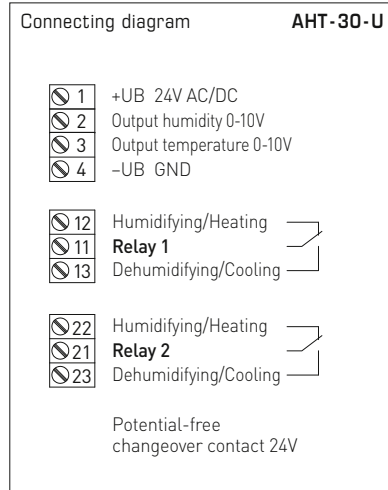 Connecting diagram AHT-30-U
1 +UB 24V AC/DC
2 Output humidity 0-10V
3 Output temperature 0-10V
4 –UB GND
12 Humidifying/Heating
11 Relay 1
13 Dehumidifying/Cooling
22 Humidifying/Heating
21 Relay 2
23 Dehumidifying/Cooling
Potential-free
changeover contact 24V